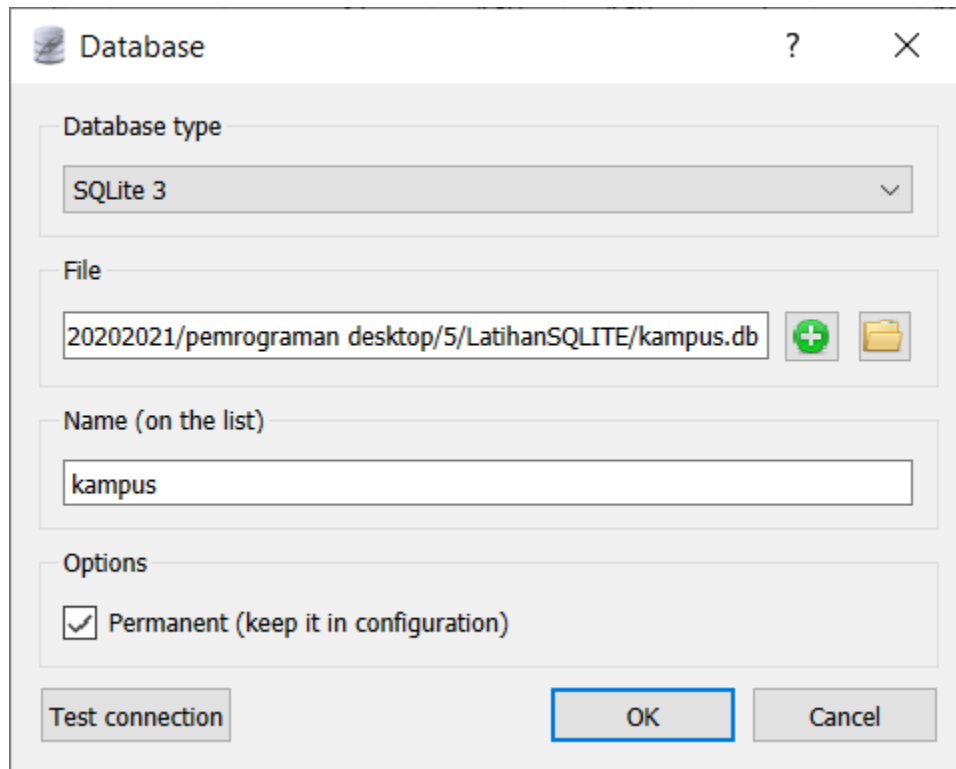 Database ?
Database type
SQLite 3
File
20202021/pemrograman desktop/5/LatihanSQLITE/kampus.db
Name (on the list)
kampus
Options
Permanent (keep it in configuration)
Test connection OK Cancel